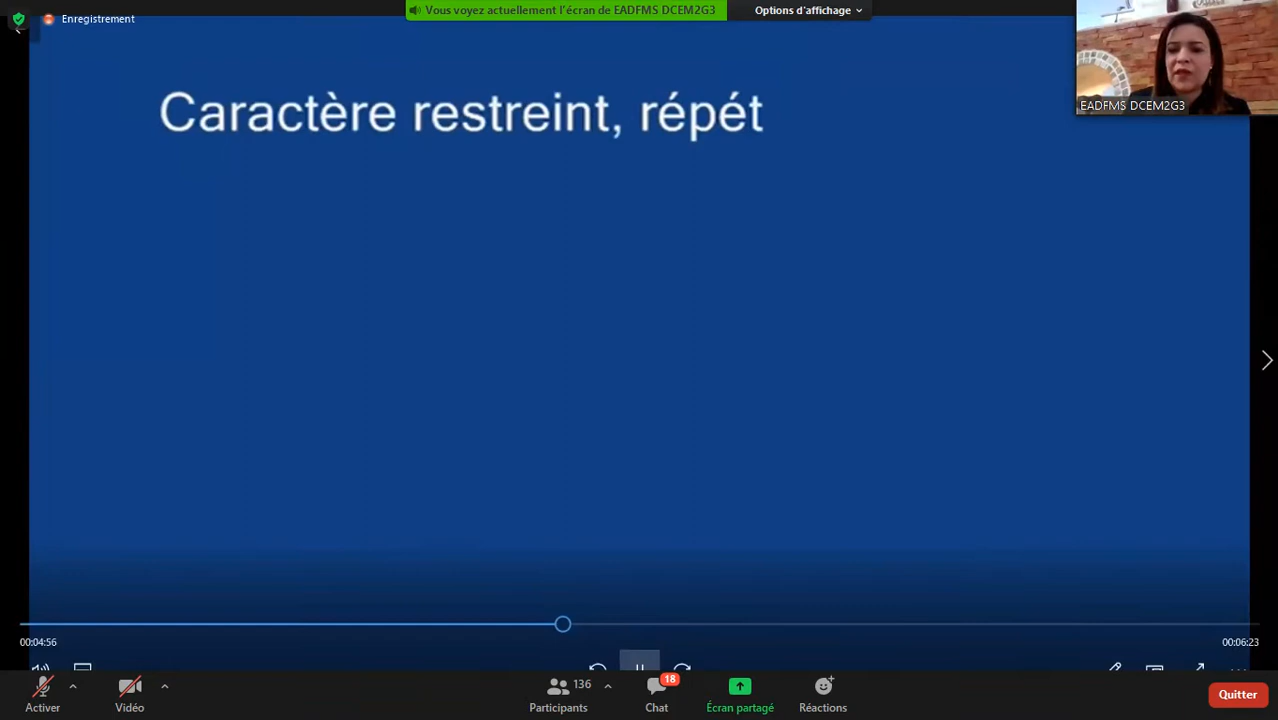 Enregistrement
Vous voyez actuellement l'écran de EADFMS DCEM2G3
Options d'affichage
EADFMS DCEM2G3
Caractère restreint, répét
00:04:56
00:06:23
Activer
Vidéo
136
Participants
18
Chat
Écran partagé
Réactions
Quitter